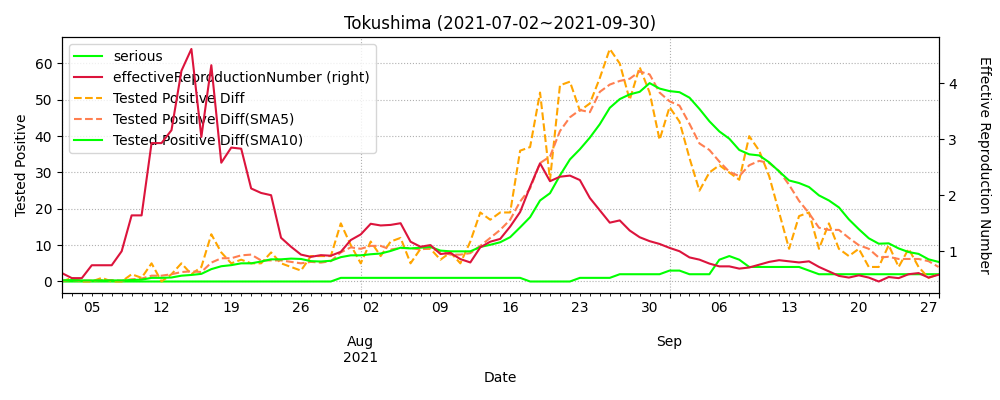 Tokushima (2021-07-02~2021-09-30)
serious
effectiveReproductionNumber (right)
Tested Positive Diff
Tested Positive Diff(SMA5)
Tested Positive Diff(SMA10)
Tested Positive
60
50
40
30
20
10
0
4
3
2
1
Effective Reproduction Number
05 12 19 26 02 09 16 23 30 06 13 20 27
Aug Sep
2021
Date